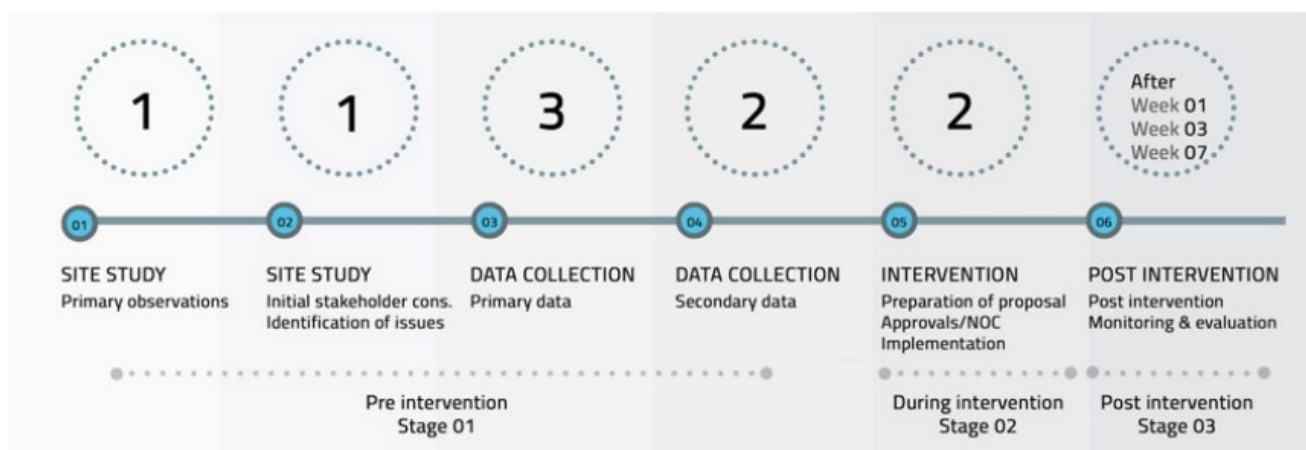 1
1
3
2
2
After
Week 01
Week 03
Week 07
01
02
03
04
05
06
SITE STUDY
Primary observations
SITE STUDY
Initial stakeholder cons.
Identification of issues
DATA COLLECTION
Primary data
DATA COLLECTION
Secondary data
INTERVENTION
Preparation of proposal
Approvals/NOC
Implementation
POST INTERVENTION
Post intervention
Monitoring & evaluation
Pre intervention
Stage 01
During intervention
Stage 02
Post intervention
Stage 03